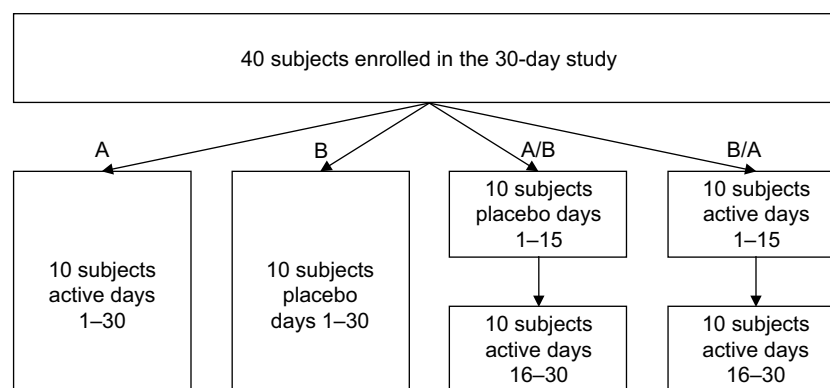 40 subjects enrolled in the 30-day study
A
B
A/B
B/A
10 subjects
active days
1–30
10 subjects
placebo
days 1–30
10 subjects
placebo days
1–15
10 subjects
active days
1–15
10 subjects
active days
16–30
10 subjects
active days
16–30